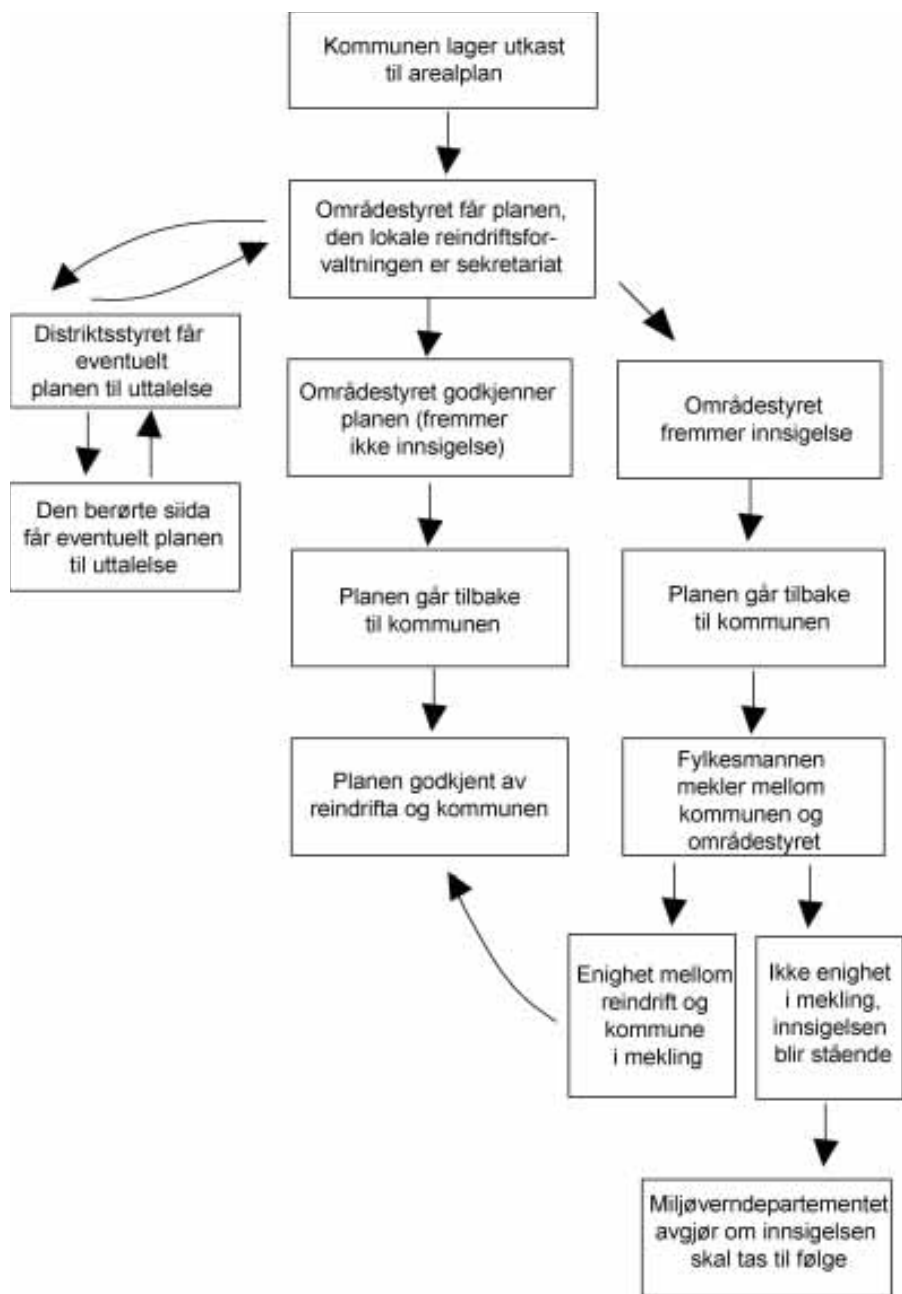 Kommunen lager utkast
til arealplan
Områdestyret får planen,
den lokale reindriftsfor-
valtningen er sekretariat
Distriktsstyret får
eventuelt
planen til uttalelse
Den berørte siida
får eventuelt planen
til uttalelse
Områdestyret godkjenner
planen (fremmer
ikke innsigelse)
Områdestyret
fremmer innsigelse
Planen går tilbake
til kommunen
Planen går tilbake
til kommunen
Planen godkjent av
reindrifta og kommunen
Fylkesmannen
mekler mellom
kommunen og
områdestyret
Enighet mellom
reindrift og
kommune
i mekling
Ikke enighet
i mekling,
innsigelsen
blir stående
Miljøverndepartementet
avgjør om innsigelsen
skal tas til følge